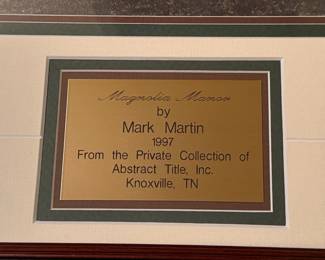 Magnolia Manor
by
Mark Martin
1997
From the Private Collection of
Abstract Title, Inc.
Knoxville, TN